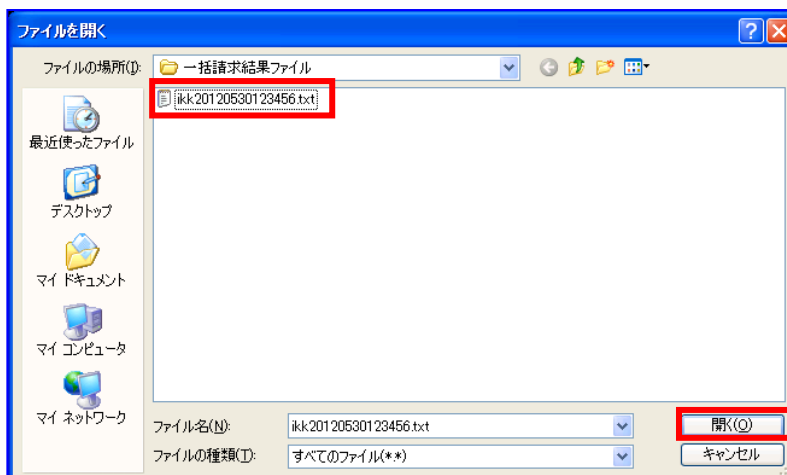 ファイルを開く
ファイルの場所(I):
一括請求結果ファイル
ikk20120530123456.txt
最近使ったファイル
デスクトップ
マイ ドキュメント
マイ コンピュータ
マイ ネットワーク
ファイル名(N):
ikk20120530123456.txt
開く(O)
ファイルの種類(T):
すべてのファイル(*.*)
キャンセル